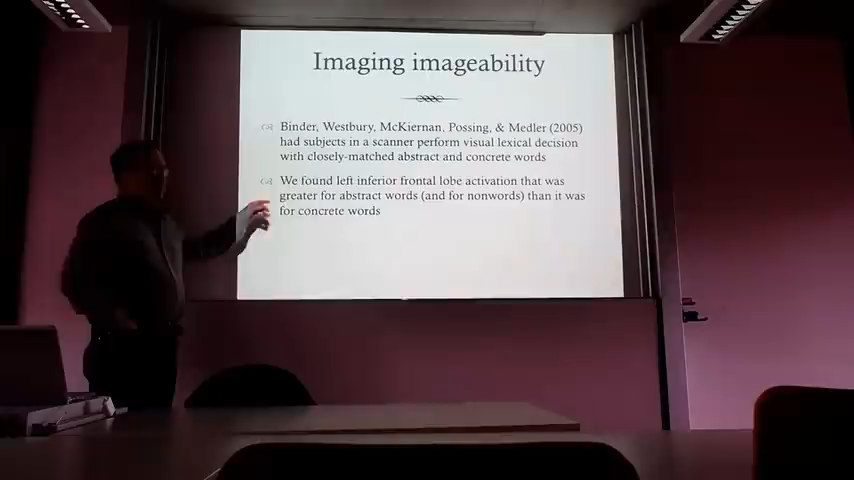 Imaging imageability
Binder, Westbury, McKiernan, Possing, & Medler (2005)
had subjects in a scanner perform visual lexical decision
with closely-matched abstract and concrete words
We found left inferior frontal lobe activation that was
greater for abstract words (and for nonwords) than it was
for concrete words